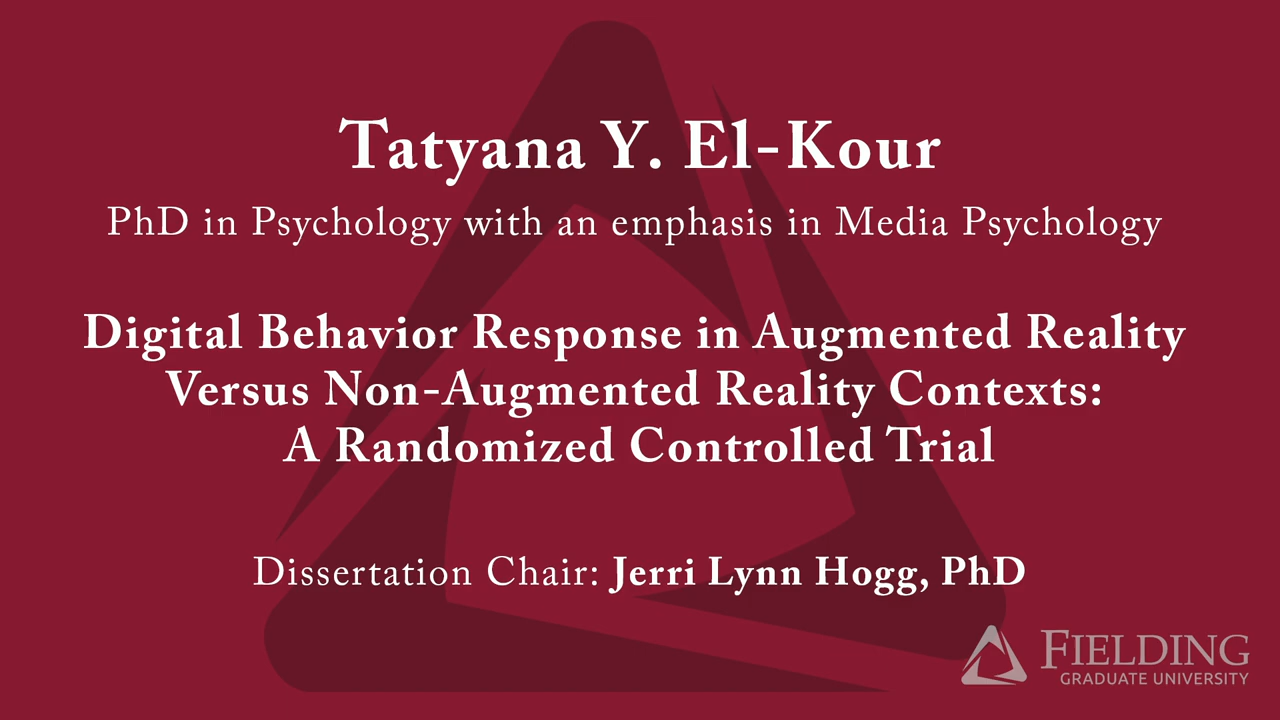 Tatyana Y. El-Kour
PhD in Psychology with an emphasis in Media Psychology
Digital Behavior Response in Augmented Reality
Versus Non-Augmented Reality Contexts:
A Randomized Controlled Trial
Dissertation Chair: Jerri Lynn Hogg, PhD
FIELDING
GRADUATE UNIVERSITY